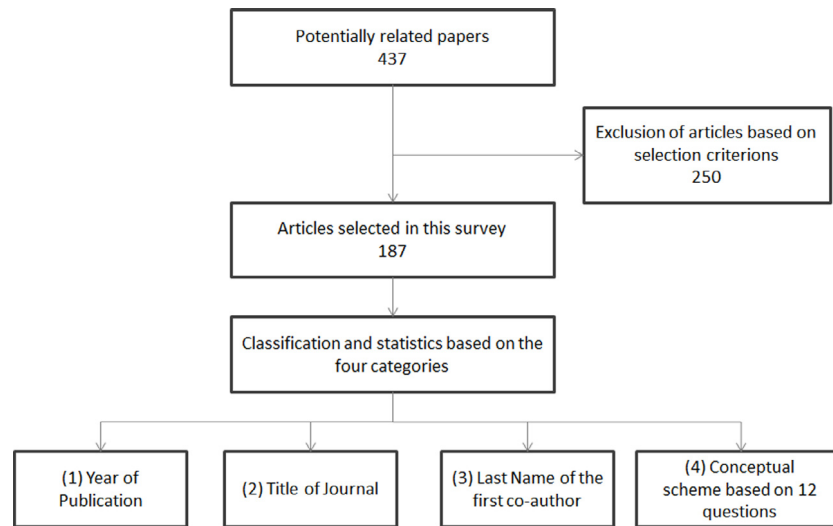 Potentially related papers
437
Exclusion of articles based on
selection criterions
250
Articles selected in this survey
187
Classification and statistics based on the
four categories
(1) Year of
Publication
(2) Title of Journal
(3) Last Name of the
first co-author
(4) Conceptual
scheme based on 12
questions